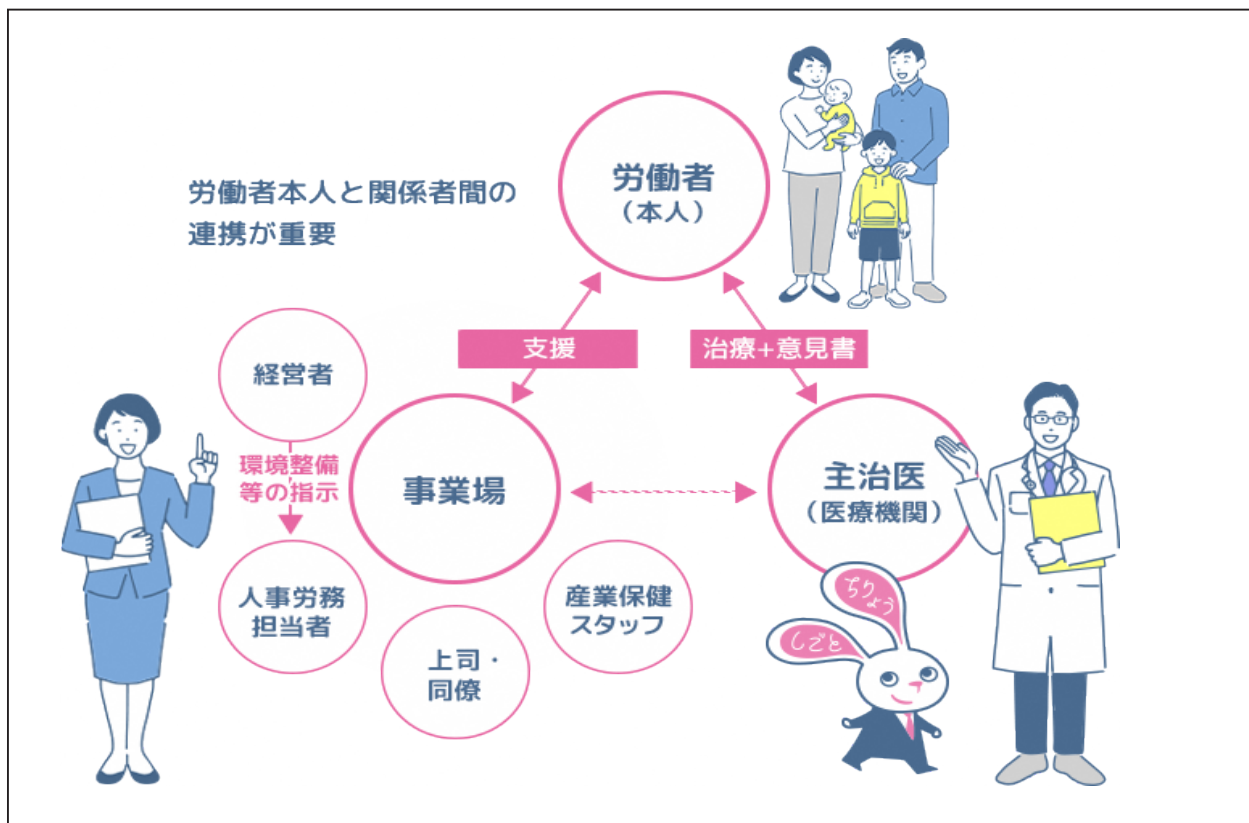 労働者
（本人）
労働者本人と関係者間の
連携が重要
支援
治療+意見書
経営者
環境整備
等の指示
事業場
主治医
（医療機関）
人事労務
担当者
産業保健
スタッフ
上司・
同僚
ちりょう
しごと